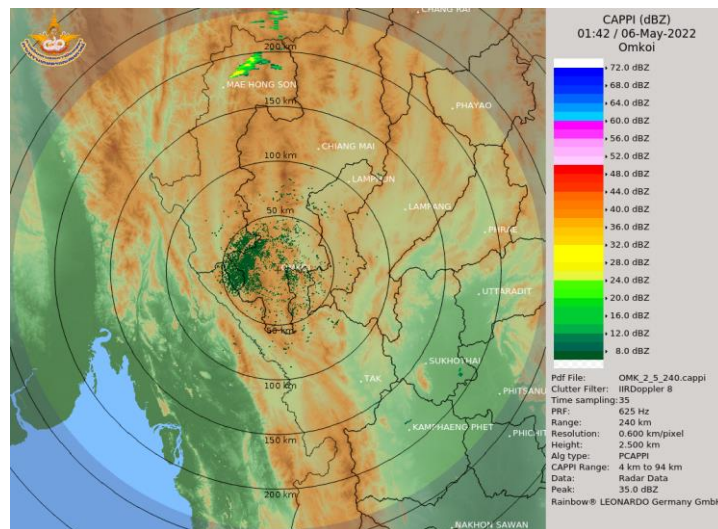 CAPPI (dBZ)
01:42 / 06-May-2022
Omkoi
72.0 dBZ
68.0 dBZ
64.0 dBZ
60.0 dBZ
56.0 dBZ
52.0 dBZ
48.0 dBZ
44.0 dBZ
40.0 dBZ
36.0 dBZ
32.0 dBZ
28.0 dBZ
24.0 dBZ
20.0 dBZ
16.0 dBZ
12.0 dBZ
8.0 dBZ
Pdf File: OMK_2_5_240.cappi
Clutter Filter: IIRDoppler 8
Time sampling:35
PRF: 625 Hz
Range: 240 km
Resolution: 0.600 km/pixel
Height: 2.500 km
Alg type: PCAPPI
CAPPI Range: 4 km to 94 km
Data: Radar Data
Peak: 35.0 dBZ
Rainbow® LEONARDO Germany GmbH
CHANG RAI
200 km
MAE HONG SON
150 km
PHAYAO
CHIANG MAI
100 km
LAMPHUN
LAMPANG
50 km
PHRAE
UTTARADIT
50 km
SUKHOTHAI
TAK
100 km
PHITSANU
KAMPHAENG PHET
PHICHIT
150 km
200 km
NAKHON SAWAN